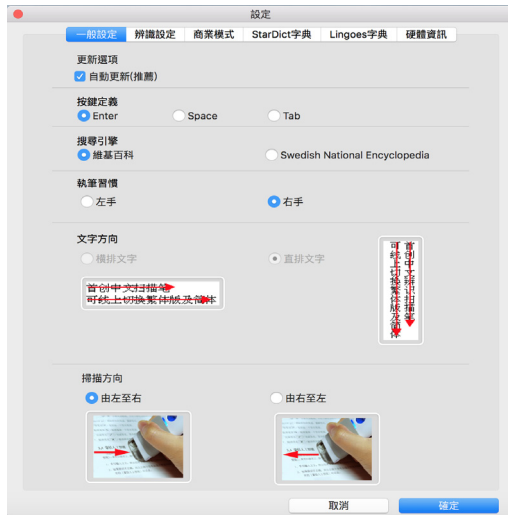 設定
一般設定 辨識設定 商業模式 StarDict字典 Lingoes字典 硬體資訊
更新選項
自動更新(推薦)
按鍵定義
Enter Space Tab
搜尋引擎
維基百科 Swedish National Encyclopedia
執筆習慣
左手 右手
文字方向
橫排文字 直排文字
首创中文扫描笔
可线上切换繁体版及简体
首创中文辨识扫描笔
可线上切换繁体版及简体
掃描方向
由左至右 由右至左
取消 確定